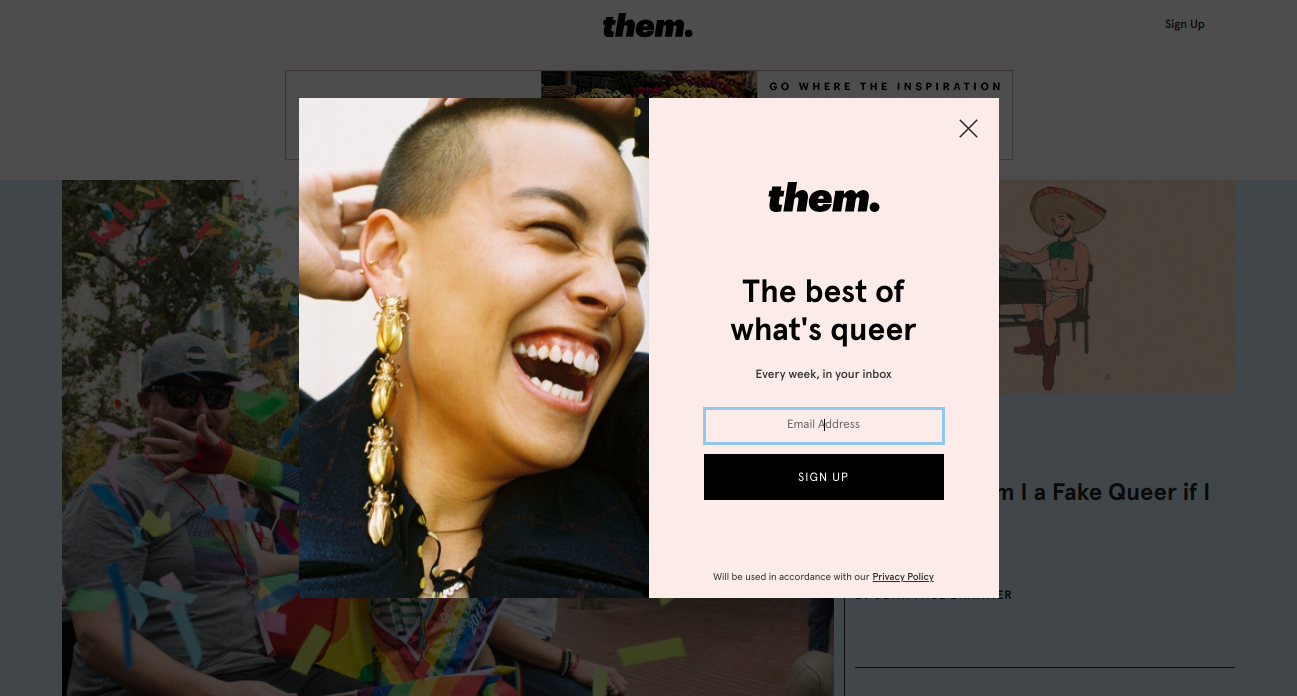 them.
Sign Up
GO WHERE THE INSPIRATION
them.
The best of
what's queer
Every week, in your inbox
Email Address
SIGN UP
m I a Fake Queer if I
Will be used in accordance with our Privacy Policy
2018